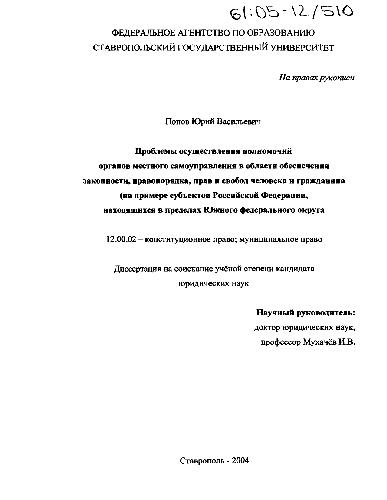 61:05-12/510
ФЕДЕРАЛЬНОЕ АГЕНТСТВО ПО ОБРАЗОВАНИЮ
СТАВРОПОЛЬСКИЙ ГОСУДАРСТВЕННЫЙ УНИВЕРСИТЕТ
На правах рукописи
Попов Юрий Васильевич
Проблемы осуществления полномочий
органов местного самоуправления в области обеспечения
законности, правопорядка, прав и свобод человека и гражданина
(на примере субъектов Российской Федерации,
находящихся в пределах Южного федерального округа
12.00.02 – конституционное право; муниципальное право
Диссертация на соискание учёной степени кандидата
юридических наук
Научный руководитель:
доктор юридических наук,
профессор Мухачёв И.В.
Ставрополь - 2004